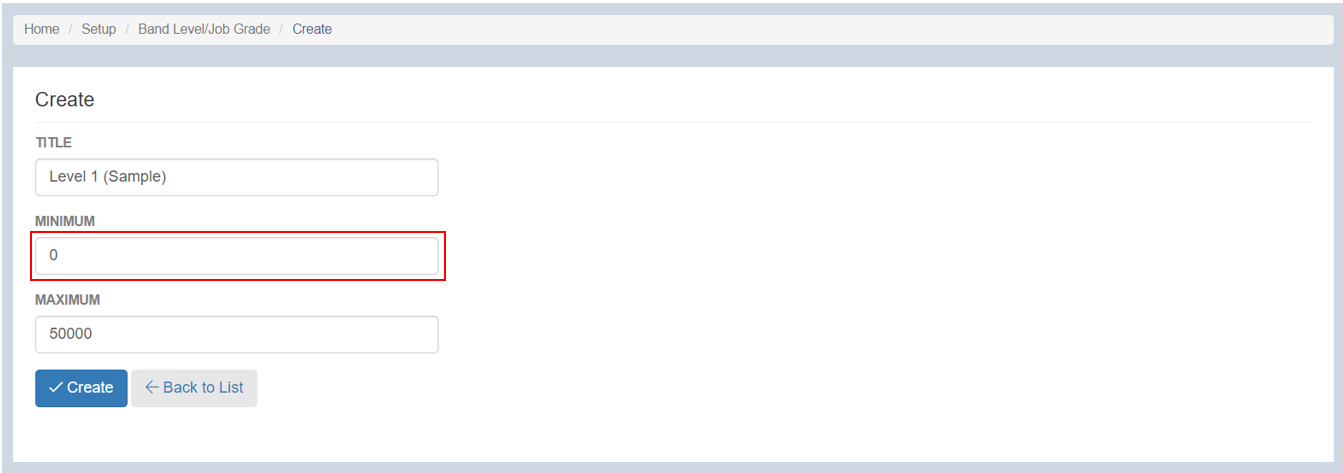 Home / Setup / Band Level/Job Grade / Create
Create
TITLE
Level 1 (Sample)
MINIMUM
0
MAXIMUM
50000
Create Back to List